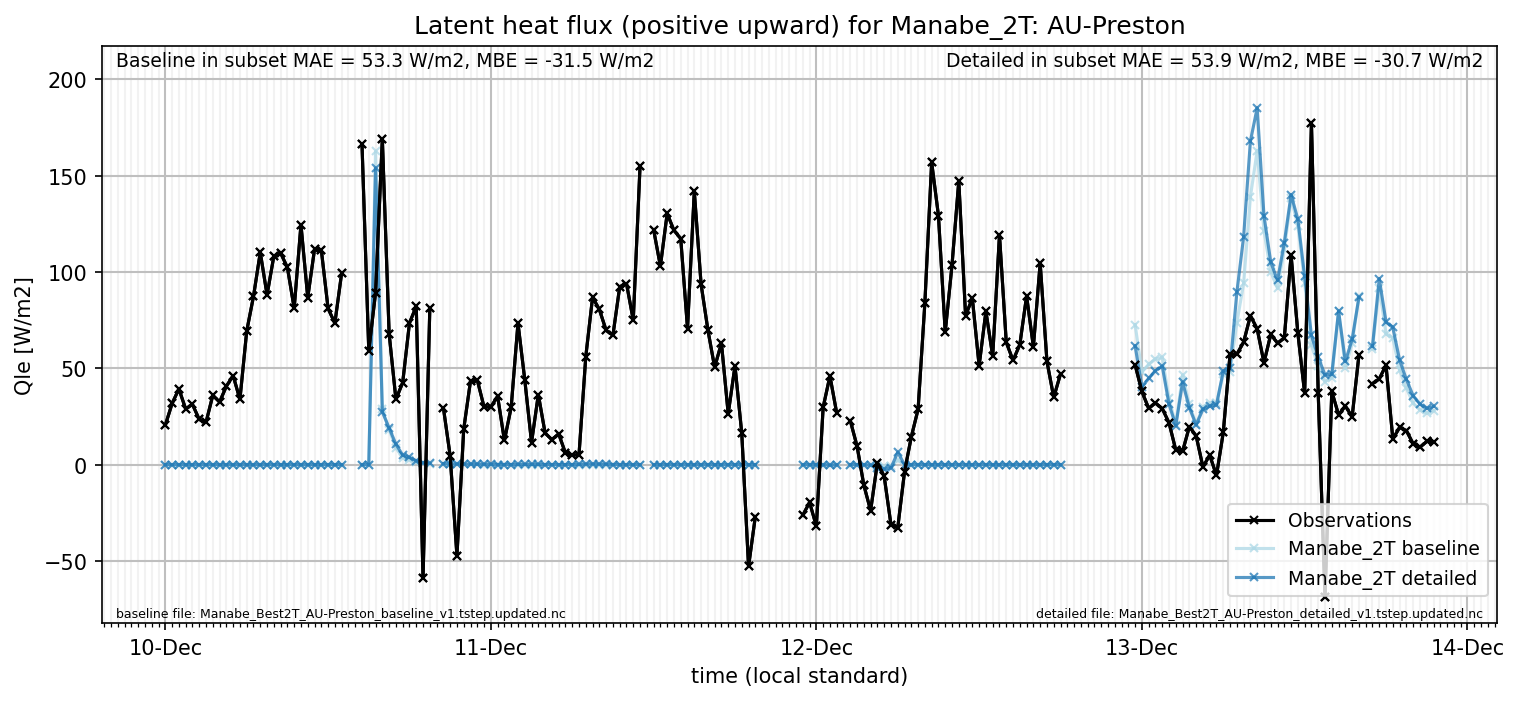 Latent heat flux (positive upward) for Manabe_2T: AU-Preston
Baseline in subset MAE = 53.3 W/m2, MBE = -31.5 W/m2
Detailed in subset MAE = 53.9 W/m2, MBE = -30.7 W/m2
200
150
100
50
0
−50
Qle [W/m2]
Observations
Manabe_2T baseline
Manabe_2T detailed
baseline file: Manabe_Best2T_AU-Preston_baseline_v1.tstep.updated.nc
detailed file: Manabe_Best2T_AU-Preston_detailed_v1.tstep.updated.nc
10-Dec
11-Dec
12-Dec
13-Dec
14-Dec
time (local standard)